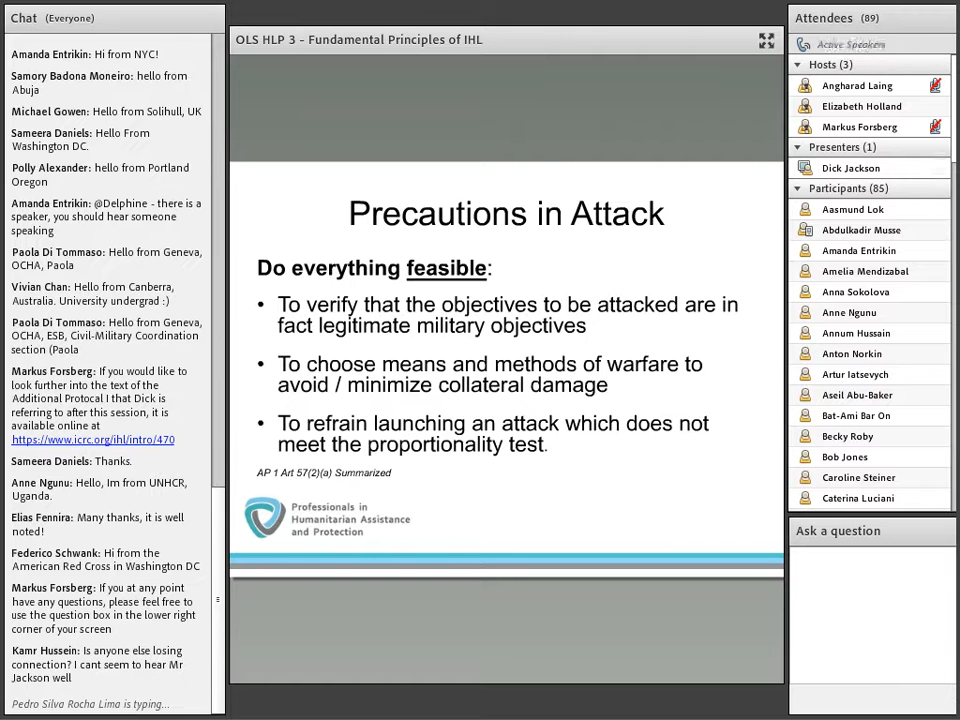 Chat (Everyone)
Amanda Entrikin: Hi from NYC!
Samory Badona Moneiro: hello from
Abuja
Michael Gowen: Hello from Solihull, UK
Sameera Daniels: Hello From
Washington DC.
Polly Alexander: hello from Portland
Oregon
Amanda Entrikin: @Delphine - there is a
speaker, you should hear someone
speaking
Paola Di Tommaso: Hello from Geneva,
OCHA, Paola
Vivian Chan: Hello from Canberra,
Australia. University undergrad :)
Paola Di Tommaso: Hello from Geneva,
OCHA, ESB, Civil-Military Coordination
section (Paola
Markus Forsberg: If you would like to
look further into the text of the
Additional Protocal I that Dick is
referring to after this session, it is
available online at
https://www.icrc.org/ihl/intro/470
Sameera Daniels: Thanks.
Anne Ngunu: Hello, Im from UNHCR,
Uganda.
Elias Fennira: Many thanks, it is well
noted!
Federico Schwank: Hi from the
American Red Cross in Washington DC
Markus Forsberg: If you at any point
have any questions, please feel free to
use the question box in the lower right
corner of your screen
Kamr Hussein: Is anyone else losing
connection? I cant seem to hear Mr
Jackson well
Pedro Silva Rocha Lima is typing...
OLS HLP 3 - Fundamental Principles of IHL
Precautions in Attack
Do everything feasible:
• To verify that the objectives to be attacked are in
fact legitimate military objectives
• To choose means and methods of warfare to
avoid / minimize collateral damage
• To refrain launching an attack which does not
meet the proportionality test.
AP 1 Art 57(2)(a) Summarized
Professionals in
Humanitarian Assistance
and Protection
Attendees (89)
Active Speakers
Hosts (3)
Angharad Laing
Elizabeth Holland
Markus Forsberg
Presenters (1)
Dick Jackson
Participants (85)
Aasmund Lok
Abdulkadir Musse
Amanda Entrikin
Amelia Mendizabal
Anna Sokolova
Anne Ngunu
Annum Hussain
Anton Norkin
Artur Iatsevych
Aseil Abu-Baker
Bat-Ami Bar On
Becky Roby
Bob Jones
Caroline Steiner
Caterina Luciani
Ask a question